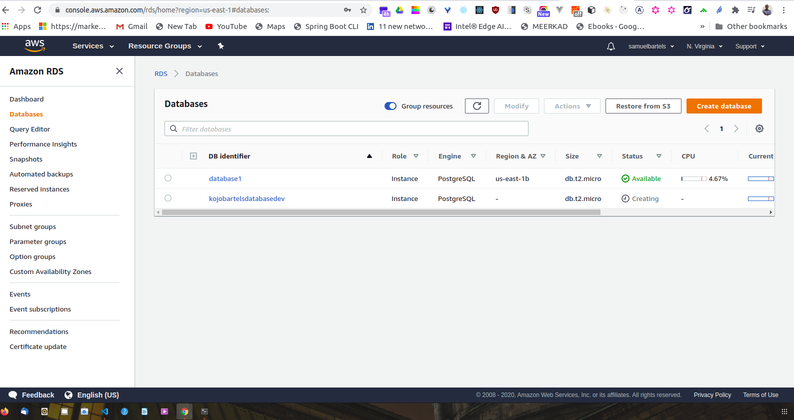 console.aws.amazon.com/rds/home?region=us-east-1#databases:
Apps https://marke... Gmail New Tab YouTube Maps Spring Boot CLI 11 new netwo... Intel® Edge AI... MEERKAD Ebooks - Goog... » Other bookmarks
aws Services Resource Groups samuelbartels N. Virginia Support
Amazon RDS
Dashboard
Databases
Query Editor
Performance Insights
Snapshots
Automated backups
Reserved instances
Proxies
Subnet groups
Parameter groups
Option groups
Custom Availability Zones
Events
Event subscriptions
Recommendations
Certificate update
RDS > Databases
Databases Group resources Modify Actions Restore from S3 Create database
Filter databases 1
DB identifier Role Engine Region & AZ Size Status CPU Current
database1 Instance PostgreSQL us-east-1b db.t2.micro Available 4.67%
kojobartelsdatabasedev Instance PostgreSQL - db.t2.micro Creating -
Feedback English (US) © 2008 - 2020, Amazon Web Services, Inc. or its affiliates. All rights reserved. Privacy Policy Terms of Use